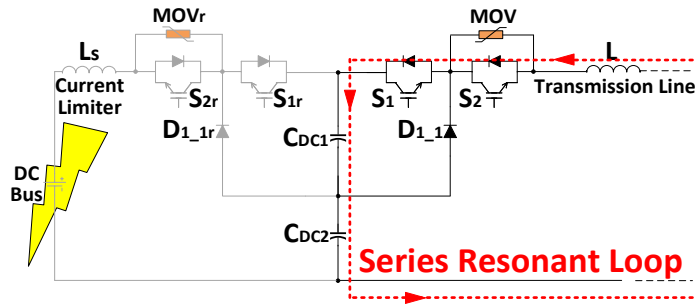 MOVr
MOV
Ls
Current
Limiter
S2r
S1r
S1
S2
L
Transmission Line
D1_1r
CDC1
D1_1
DC
Bus
CDC2
Series Resonant Loop